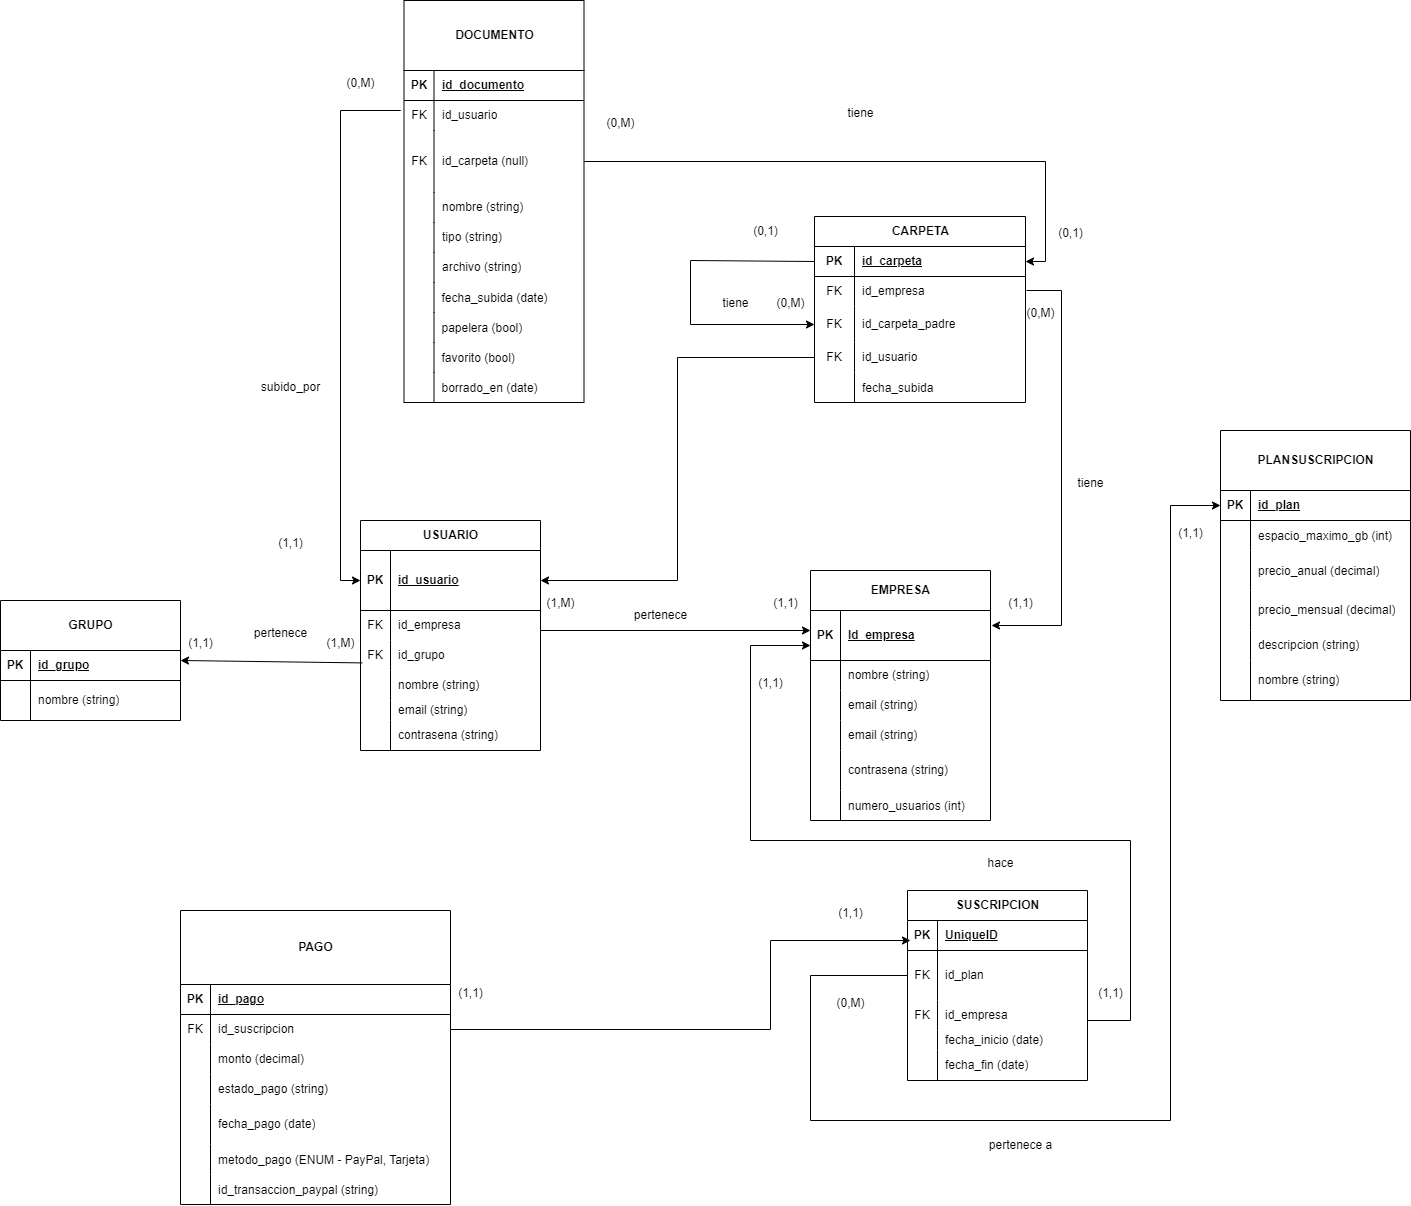 DOCUMENTO
PK id_documento
FK id_usuario
FK id_carpeta (null)
nombre (string)
tipo (string)
archivo (string)
fecha_subida (date)
papelera (bool)
favorito (bool)
borrado_en (date)
(0,M)
(0,M)
tiene
subido_por
(1,1)
CARPETA
PK id_carpeta
FK id_empresa
FK id_carpeta_padre
FK id_usuario
fecha_subida
(0,1)
(0,1)
tiene
(0,M)
(0,M)
tiene
(1,1)
PLANSUSCRIPCION
PK id_plan
espacio_maximo_gb (int)
precio_anual (decimal)
precio_mensual (decimal)
descripcion (string)
nombre (string)
(1,1)
USUARIO
PK id_usuario
FK id_empresa
FK id_grupo
nombre (string)
email (string)
contrasena (string)
(1,M)
pertenece
(1,1)
GRUPO
PK id_grupo
nombre (string)
(1,1)
pertenece
(1,M)
EMPRESA
PK Id_empresa
nombre (string)
email (string)
email (string)
contrasena (string)
numero_usuarios (int)
(1,1)
hace
SUSCRIPCION
PK UniqueID
FK id_plan
FK id_empresa
fecha_inicio (date)
fecha_fin (date)
(1,1)
(1,1)
(0,M)
pertenece a
PAGO
PK id_pago
FK id_suscripcion
monto (decimal)
estado_pago (string)
fecha_pago (date)
metodo_pago (ENUM - PayPal, Tarjeta)
id_transaccion_paypal (string)
(1,1)